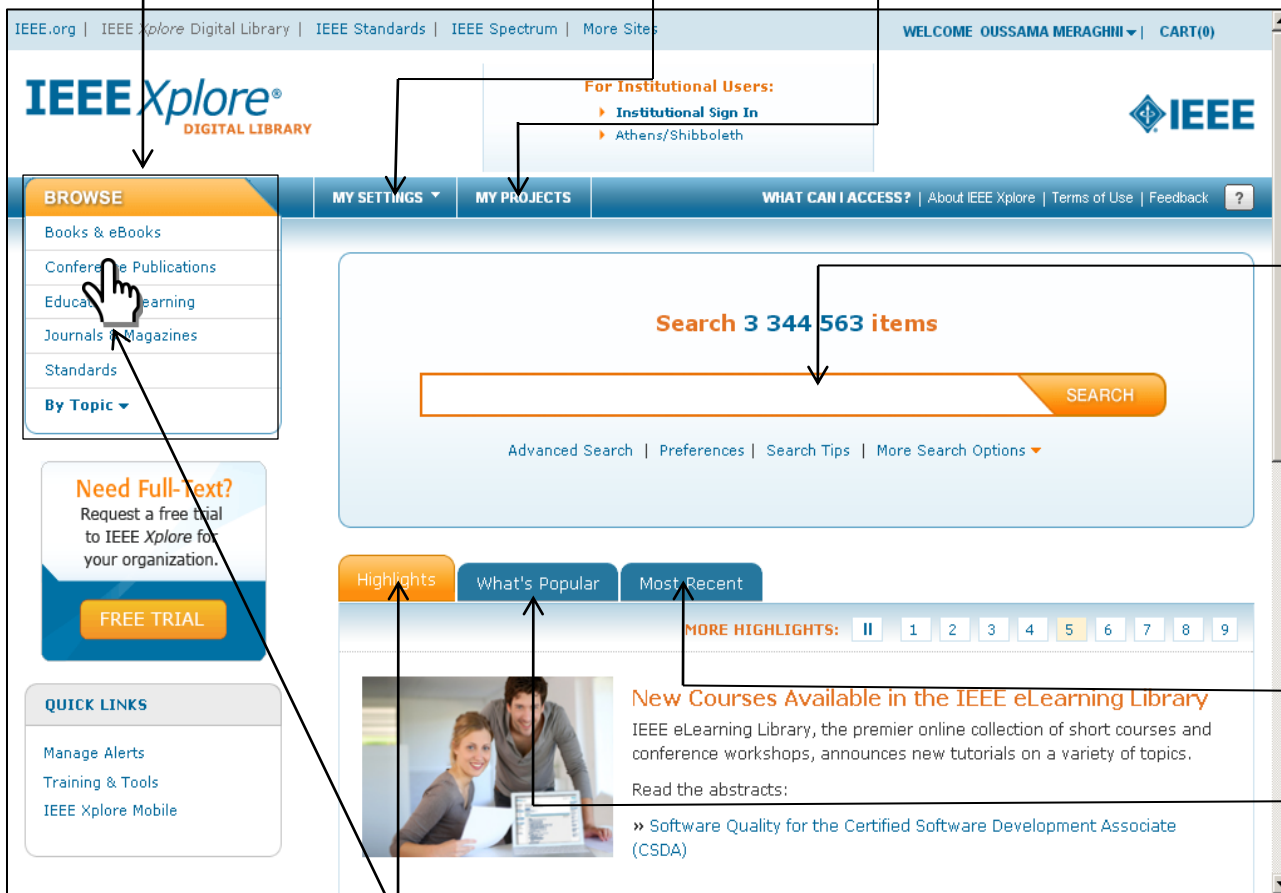 IEEE.org | IEEE Xplore Digital Library | IEEE Standards | IEEE Spectrum | More Sites
WELCOME OUSSAMA MERAGHNI | CART(0)
IEEE Xplore®
DIGITAL LIBRARY
For Institutional Users:
Institutional Sign In
Athens/Shibboleth
IEEE
BROWSE
MY SETTINGS
MY PROJECTS
WHAT CAN I ACCESS? | About IEEE Xplore | Terms of Use | Feedback ?
Books & eBooks
Conference Publications
Education Learning
Journals & Magazines
Standards
By Topic
Search 3 344 563 items
SEARCH
Advanced Search | Preferences | Search Tips | More Search Options
Need Full-Text?
Request a free trial
to IEEE Xplore for
your organization.
FREE TRIAL
Highlights
What's Popular
Most Recent
MORE HIGHLIGHTS: II 1 2 3 4 5 6 7 8 9
QUICK LINKS
Manage Alerts
Training & Tools
IEEE Xplore Mobile
New Courses Available in the IEEE eLearning Library
IEEE eLearning Library, the premier online collection of short courses and
conference workshops, announces new tutorials on a variety of topics.
Read the abstracts:
» Software Quality for the Certified Software Development Associate
(CSDA)